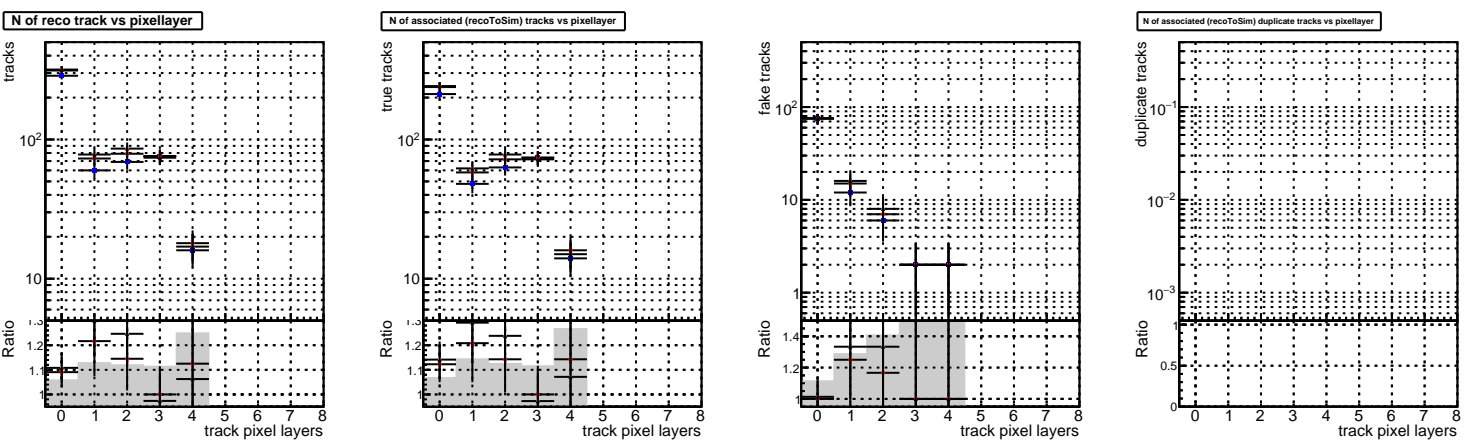 N of reco track vs pixellayer
tracks
10²
10
Ratio
1.3
1.2
1.1
1
0 1 2 3 4 5 6 7 8
track pixel layers
N of associated (recoToSim) tracks vs pixellayer
true tracks
10²
10
Ratio
1.3
1.2
1.1
1
0 1 2 3 4 5 6 7 8
track pixel layers
fake tracks
10²
10
1
Ratio
1.4
1.2
1
0 1 2 3 4 5 6 7 8
track pixel layers
N of associated (recoToSim) duplicate tracks vs pixellayer
duplicate tracks
10⁻¹
10⁻²
10⁻³
Ratio
1
0.5
0
0 1 2 3 4 5 6 7 8
track pixel layers